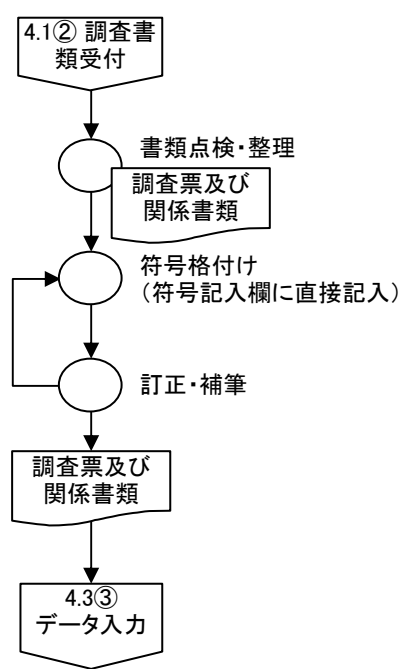 4.1② 調査書
類受付
書類点検・整理
調査票及び
関係書類
符号格付け
（符号記入欄に直接記入）
訂正・補筆
調査票及び
関係書類
4.3③
データ入力